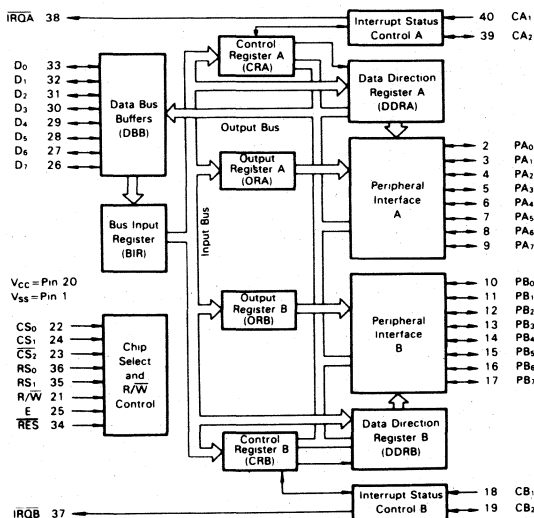 IRQA 38
Interrupt Status
Control A
40 CA1
39 CA2
Control
Register A
(CRA)
D0 33
D1 32
D2 31
D3 30
D4 29
D5 28
D6 27
D7 26
Data Bus
Buffers
(DBB)
Data Direction
Register A
(DDRA)
Output Bus
Output
Register A
(ORA)
2 PA0
3 PA1
4 PA2
5 PA3
6 PA4
7 PA5
8 PA6
9 PA7
Peripheral
Interface
A
Bus Input
Register
(BIR)
Input Bus
VCC=Pin 20
VSS=Pin 1
CS0 22
CS1 24
CS2 23
RS0 36
RS1 35
R/W 21
E 25
RES 34
Chip
Select
and
R/W
Control
Output
Register B
(ORB)
Peripheral
Interface
B
10 PB0
11 PB1
12 PB2
13 PB3
14 PB4
15 PB5
16 PB6
17 PB7
Control
Register B
(CRB)
Data Direction
Register B
(DDRB)
IRQB 37
Interrupt Status
Control B
18 CB1
19 CB2